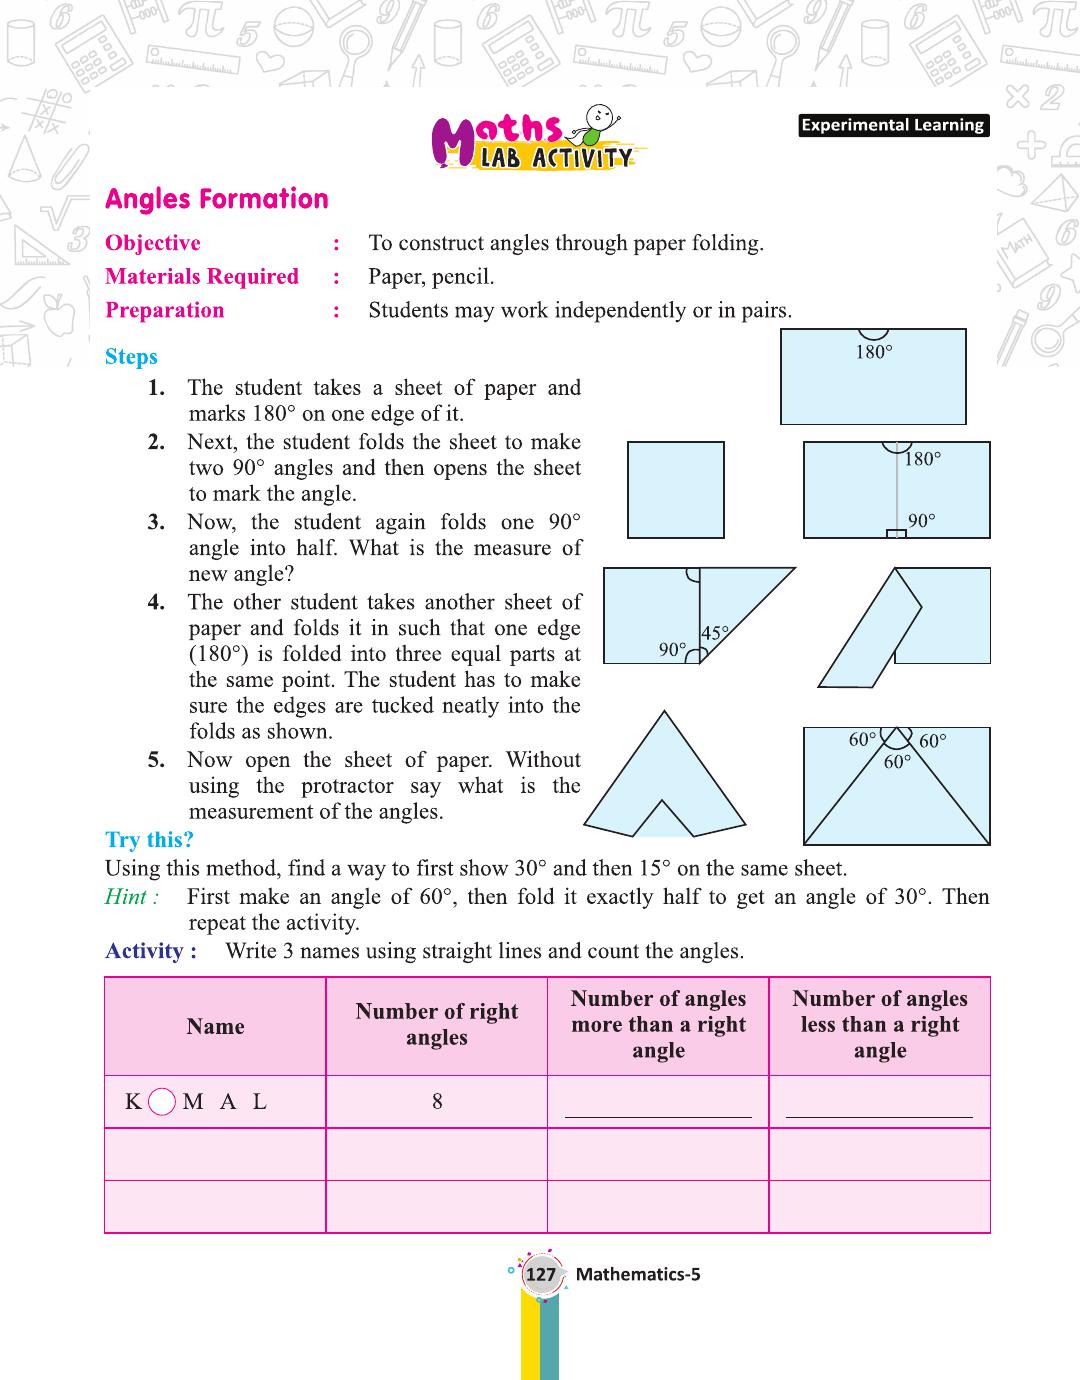 Maths
LAB ACTIVITY
Experimental Learning
Angles Formation
Objective : To construct angles through paper folding.
Materials Required : Paper, pencil.
Preparation : Students may work independently or in pairs.
Steps
1. The student takes a sheet of paper and
marks 180° on one edge of it.
2. Next, the student folds the sheet to make
two 90° angles and then opens the sheet
to mark the angle.
3. Now, the student again folds one 90°
angle into half. What is the measure of
new angle?
4. The other student takes another sheet of
paper and folds it in such that one edge
(180°) is folded into three equal parts at
the same point. The student has to make
sure the edges are tucked neatly into the
folds as shown.
5. Now open the sheet of paper. Without
using the protractor say what is the
measurement of the angles.
180°
180°
90°
45°
90°
60°
60°
60°
Try this?
Using this method, find a way to first show 30° and then 15° on the same sheet.
Hint : First make an angle of 60°, then fold it exactly half to get an angle of 30°. Then
repeat the activity.
Activity : Write 3 names using straight lines and count the angles.
Name
Number of right
angles
Number of angles
more than a right
angle
Number of angles
less than a right
angle
K O M A L
8
127 Mathematics-5